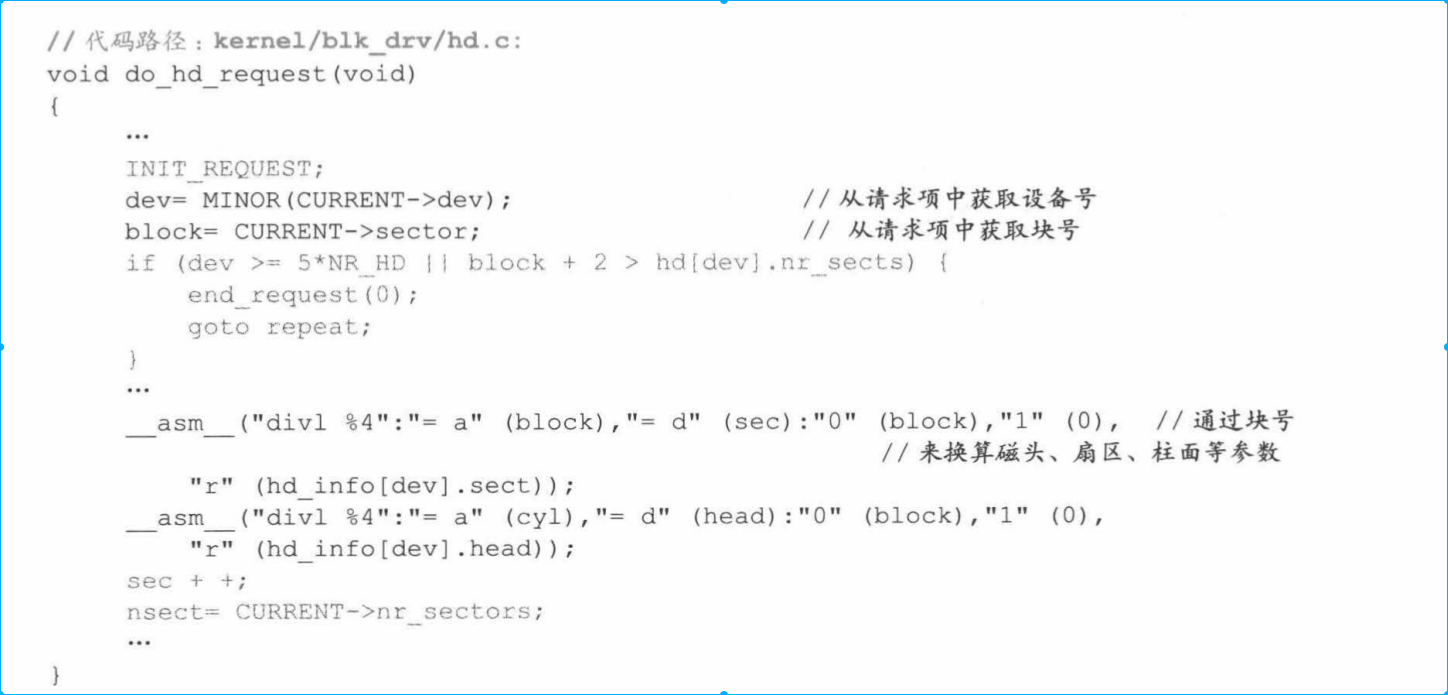 // 代码路径：kernel/blk_drv/hd.c:
void do_hd_request(void)
{
…
INIT_REQUEST;
dev= MINOR(CURRENT->dev); // 从请求项中获取设备号
block= CURRENT->sector; // 从请求项中获取块号
if (dev >= 5*NR_HD || block + 2 > hd[dev].nr_sects) {
end_request(0);
goto repeat;
}
…
__asm__("divl %4":"= a" (block),"= d" (sec):"0" (block),"1" (0), // 通过块号
// 来换算磁头、扇区、柱面等参数
"r" (hd_info[dev].sect));
__asm__("divl %4":"= a" (cyl),"= d" (head):"0" (block),"1" (0),
"r" (hd_info[dev].head));
sec + +;
nsect= CURRENT->nr_sectors;
…
}